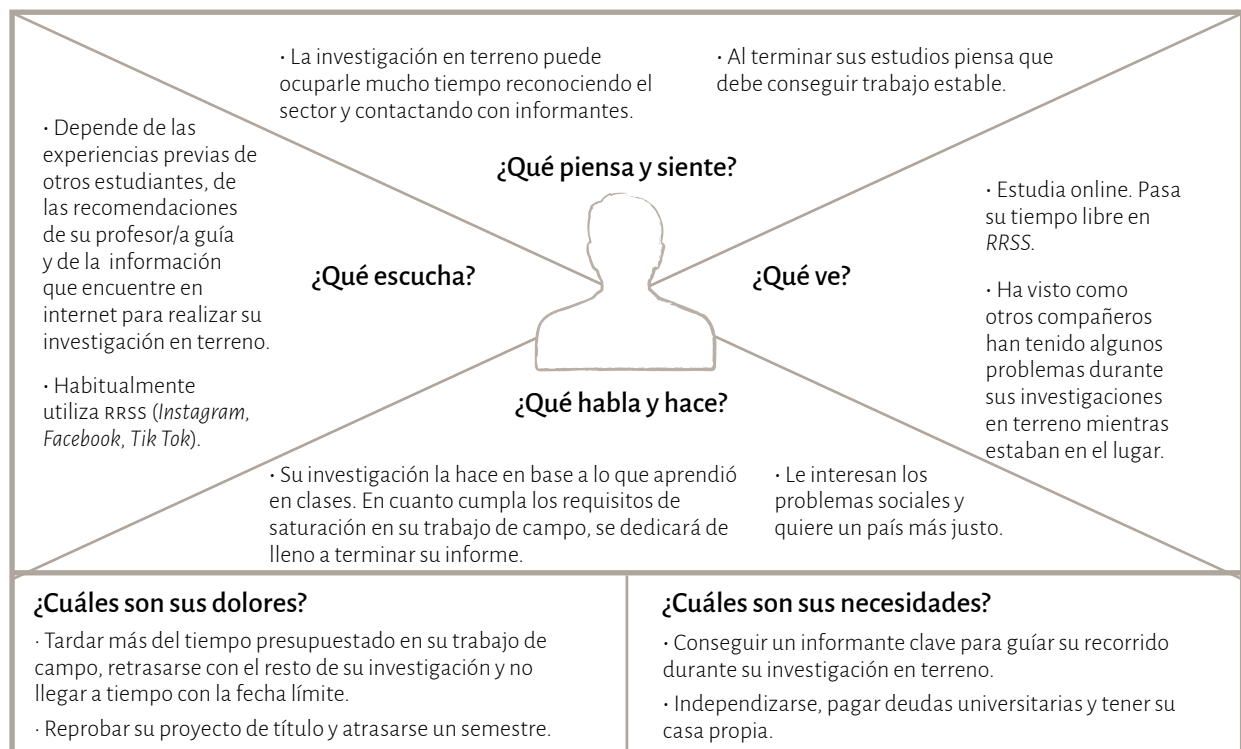 · La investigación en terreno puede
ocuparle mucho tiempo reconociendo el
sector y contactando con informantes.
· Al terminar sus estudios piensa que
debe conseguir trabajo estable.
¿Qué piensa y siente?
· Depende de las
experiencias previas de
otros estudiantes, de
las recomendaciones
de su profesor/a guía
y de la información
que encuentre en
internet para realizar su
investigación en terreno.
· Habitualmente
utiliza RRSS (Instagram,
Facebook, Tik Tok).
¿Qué escucha?
¿Qué ve?
· Estudia online. Pasa
su tiempo libre en
RRSS.
· Ha visto como
otros compañeros
han tenido algunos
problemas durante
sus investigaciones
en terreno mientras
estaban en el lugar.
¿Qué habla y hace?
· Su investigación la hace en base a lo que aprendió
en clases. En cuanto cumpla los requisitos de
saturación en su trabajo de campo, se dedicará de
lleno a terminar su informe.
· Le interesan los
problemas sociales y
quiere un país más justo.
¿Cuáles son sus dolores?
· Tardar más del tiempo presupuestado en su trabajo de
campo, retrasarse con el resto de su investigación y no
llegar a tiempo con la fecha límite.
· Reprobar su proyecto de título y atrasarse un semestre.
¿Cuáles son sus necesidades?
· Conseguir un informante clave para guíar su recorrido
durante su investigación en terreno.
· Independizarse, pagar deudas universitarias y tener su
casa propia.